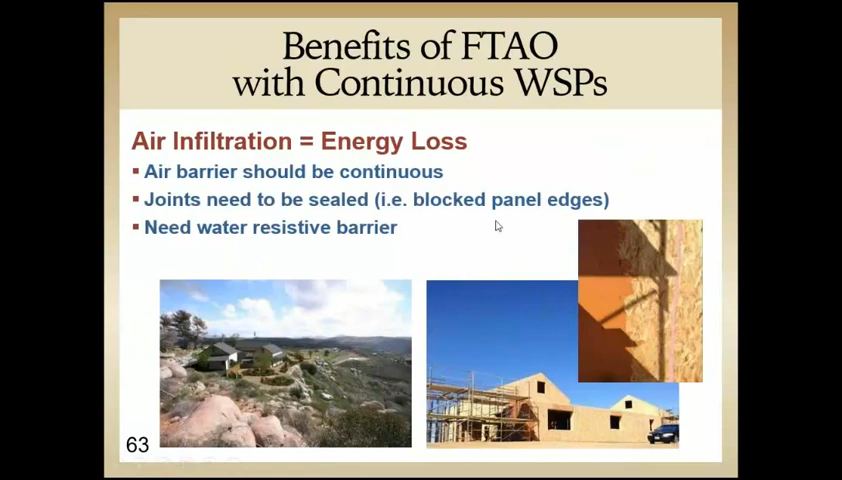 Benefits of FTAO
with Continuous WSPs
Air Infiltration = Energy Loss
Air barrier should be continuous
Joints need to be sealed (i.e. blocked panel edges)
Need water resistive barrier
63